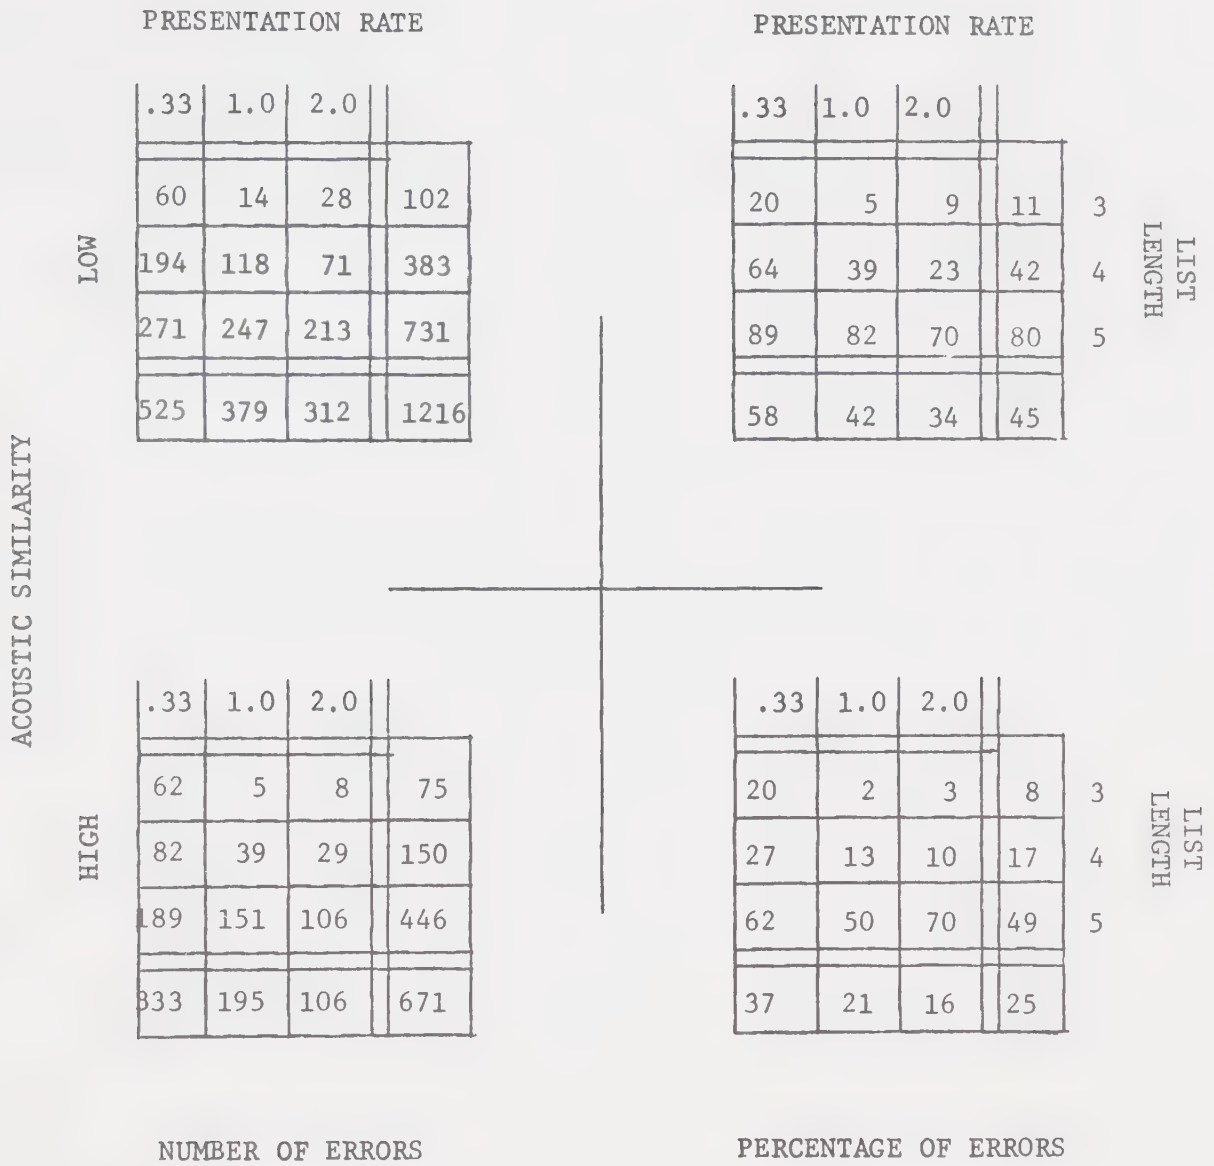 PRESENTATION RATE PRESENTATION RATE
.33 1.0 2.0 .33 1.0 2.0
60 14 28 102 20 5 9 11 3
194 118 71 383 64 39 23 42 4
271 247 213 731 89 82 70 80 5
525 379 312 1216 58 42 34 45
LOW
LIST
LENGTH
ACOUSTIC SIMILARITY
.33 1.0 2.0 .33 1.0 2.0
62 5 8 75 20 2 3 8 3
82 39 29 150 27 13 10 17 4
189 151 106 446 62 50 70 49 5
333 195 106 671 37 21 16 25
HIGH
LIST
LENGTH
NUMBER OF ERRORS PERCENTAGE OF ERRORS